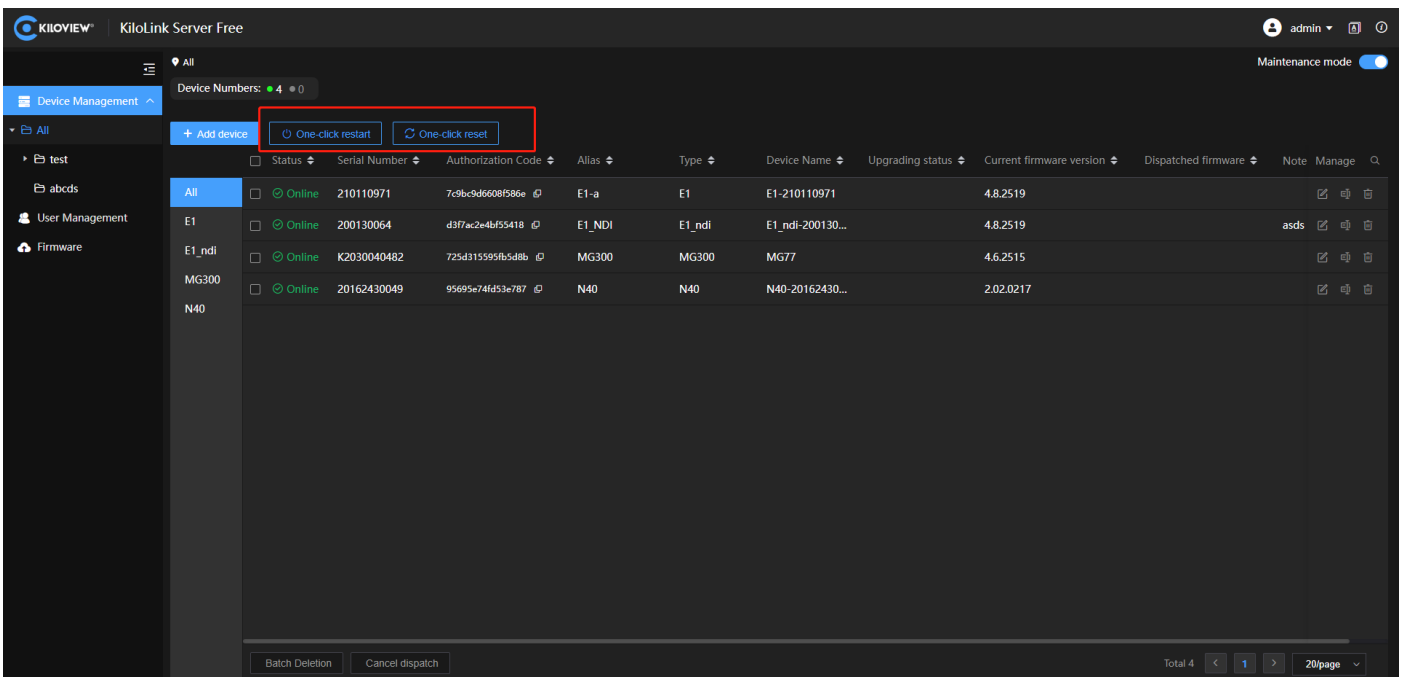 KILOVIEW® KiloLink Server Free admin
All Maintenance mode
Device Numbers: 4 0
Device Management
All
test
abcds
User Management
Firmware
+ Add device One-click restart One-click reset
Status Serial Number Authorization Code Alias Type Device Name Upgrading status Current firmware version Dispatched firmware Note Manage
All
E1
E1_ndi
MG300
N40
Online 210110971 7c9bc9d6608f586e E1-a E1 E1-210110971 4.8.2519
Online 200130064 d3f7ac2e4bf55418 E1_NDI E1_ndi E1_ndi-200130... 4.8.2519 asds
Online K2030040482 725d315595fb5d8b MG300 MG300 MG77 4.6.2515
Online 20162430049 95695e74fd53e787 N40 N40 N40-20162430... 2.02.0217
Batch Deletion Cancel dispatch Total 4 < 1 > 20/page